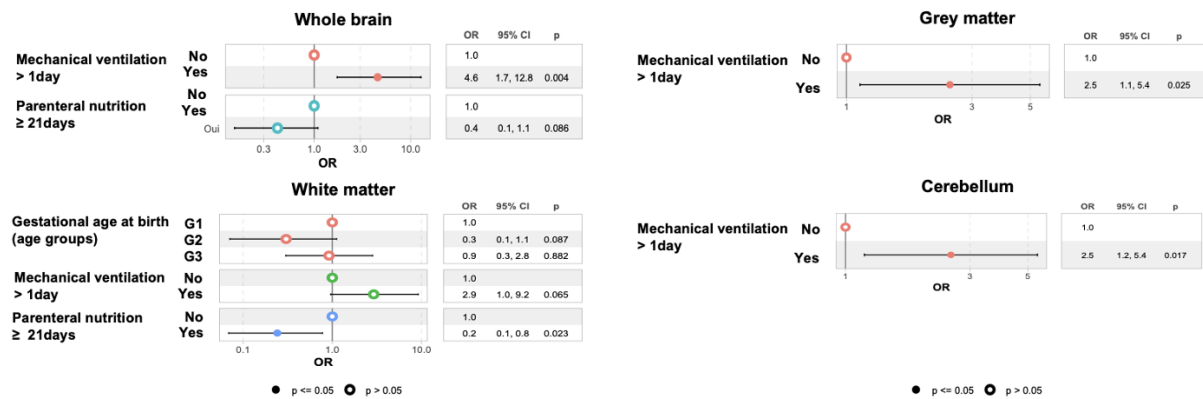 Whole brain
OR 95% CI p
Mechanical ventilation
> 1day
No
1.0
Yes
4.6 1.7, 12.8 0.004
Parenteral nutrition
≥ 21days
No
Yes
1.0
Oui
0.4 0.1, 1.1 0.086
0.3 1.0 3.0 10.0
OR
White matter
OR 95% CI p
Gestational age at birth
(age groups)
G1
1.0
G2
0.3 0.1, 1.1 0.087
G3
0.9 0.3, 2.8 0.882
Mechanical ventilation
> 1day
No
1.0
Yes
2.9 1.0, 9.2 0.065
Parenteral nutrition
≥ 21days
No
1.0
Yes
0.2 0.1, 0.8 0.023
0.1 1.0 10.0
OR
p <= 0.05 p > 0.05
Grey matter
OR 95% CI p
Mechanical ventilation
> 1day
No
1.0
Yes
2.5 1.1, 5.4 0.025
1 3 5
OR
Cerebellum
OR 95% CI p
Mechanical ventilation
> 1day
No
1.0
Yes
2.5 1.2, 5.4 0.017
1 3 5
OR
p <= 0.05 p > 0.05